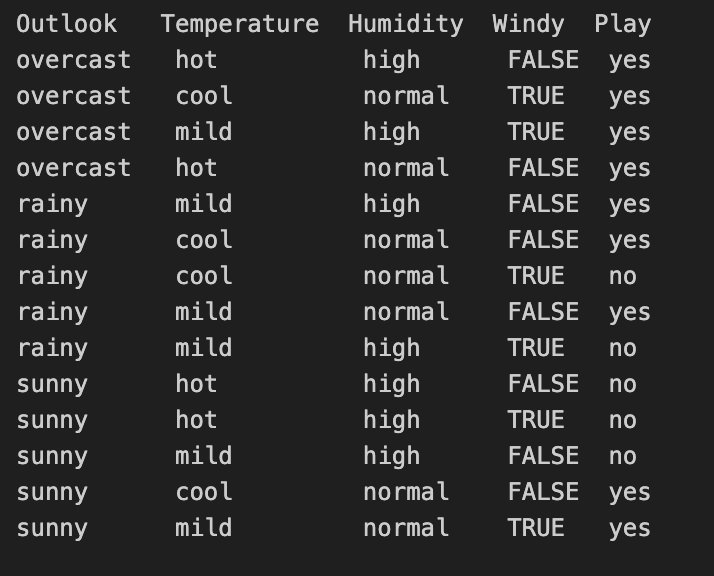 Outlook Temperature Humidity Windy Play
overcast hot high FALSE yes
overcast cool normal TRUE yes
overcast mild high TRUE yes
overcast hot normal FALSE yes
rainy mild high FALSE yes
rainy cool normal FALSE yes
rainy cool normal TRUE no
rainy mild normal FALSE yes
rainy mild high TRUE no
sunny hot high FALSE no
sunny hot high TRUE no
sunny mild high FALSE no
sunny cool normal FALSE yes
sunny mild normal TRUE yes